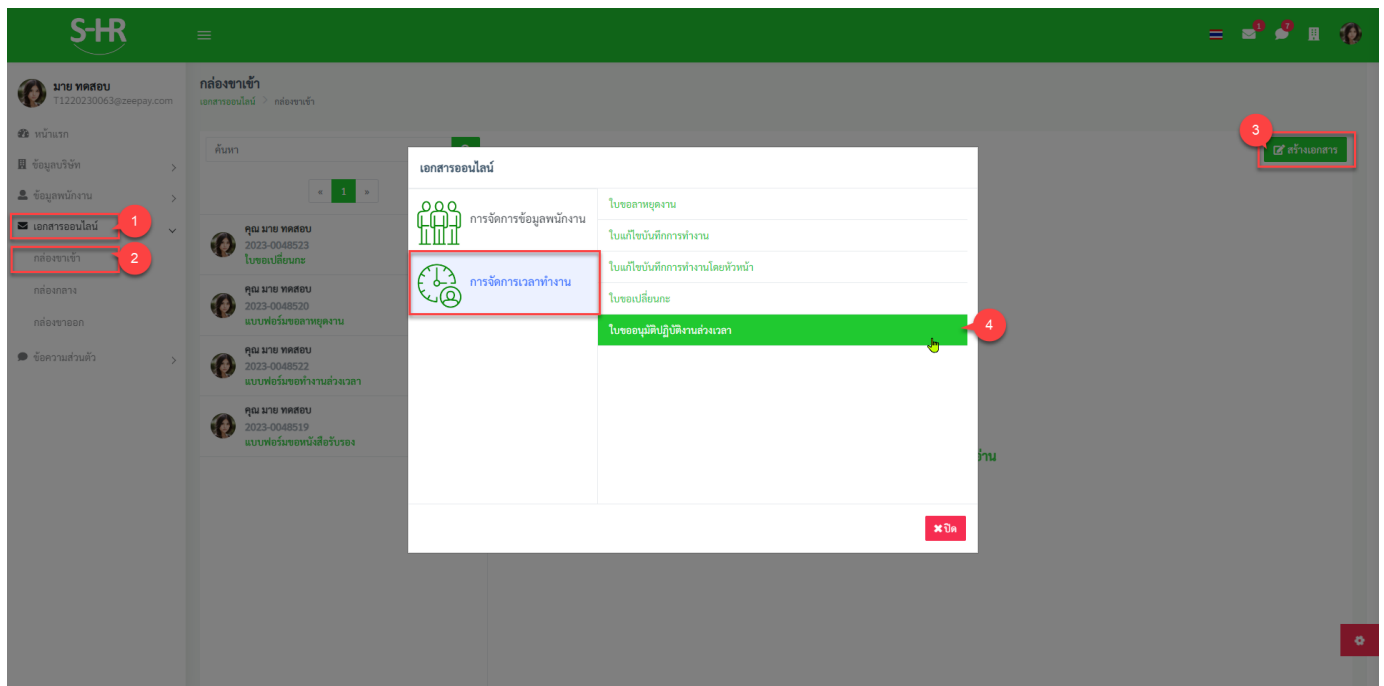 S-HR
1
7
มาย ทดสอบ
T1220230063@zeepay.com
หน้าแรก
ข้อมูลบริษัท
ข้อมูลพนักงาน
เอกสารออนไลน์
1
กล่องขาเข้า
2
กล่องกลาง
กล่องขาออก
ข้อความส่วนตัว
กล่องขาเข้า
เอกสารออนไลน์ > กล่องขาเข้า
ค้นหา
« 1 »
คุณ มาย ทดสอบ
2023-0048523
ใบขอเปลี่ยนกะ
คุณ มาย ทดสอบ
2023-0048520
แบบฟอร์มขอลาหยุดงาน
คุณ มาย ทดสอบ
2023-0048522
แบบฟอร์มขอทำงานล่วงเวลา
คุณ มาย ทดสอบ
2023-0048519
แบบฟอร์มขอหนังสือรับรอง
3
สร้างเอกสาร
เอกสารออนไลน์
การจัดการข้อมูลพนักงาน
การจัดการเวลาทำงาน
ใบขอลาหยุดงาน
ใบแก้ไขบันทึกการทำงาน
ใบแก้ไขบันทึกการทำงานโดยหัวหน้า
ใบขอเปลี่ยนกะ
ใบขออนุมัติปฏิบัติงานล่วงเวลา
4
ปิด